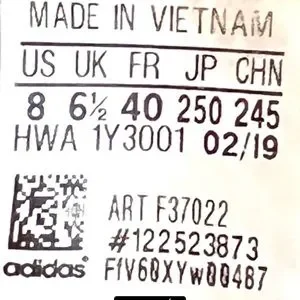 MADE IN VIETNAM
US UK FR JP CHN
8 6½ 40 250 245
HWA 1Y3001 02/19
ART F37022
#122523873
adidas® FfV60XYw00487